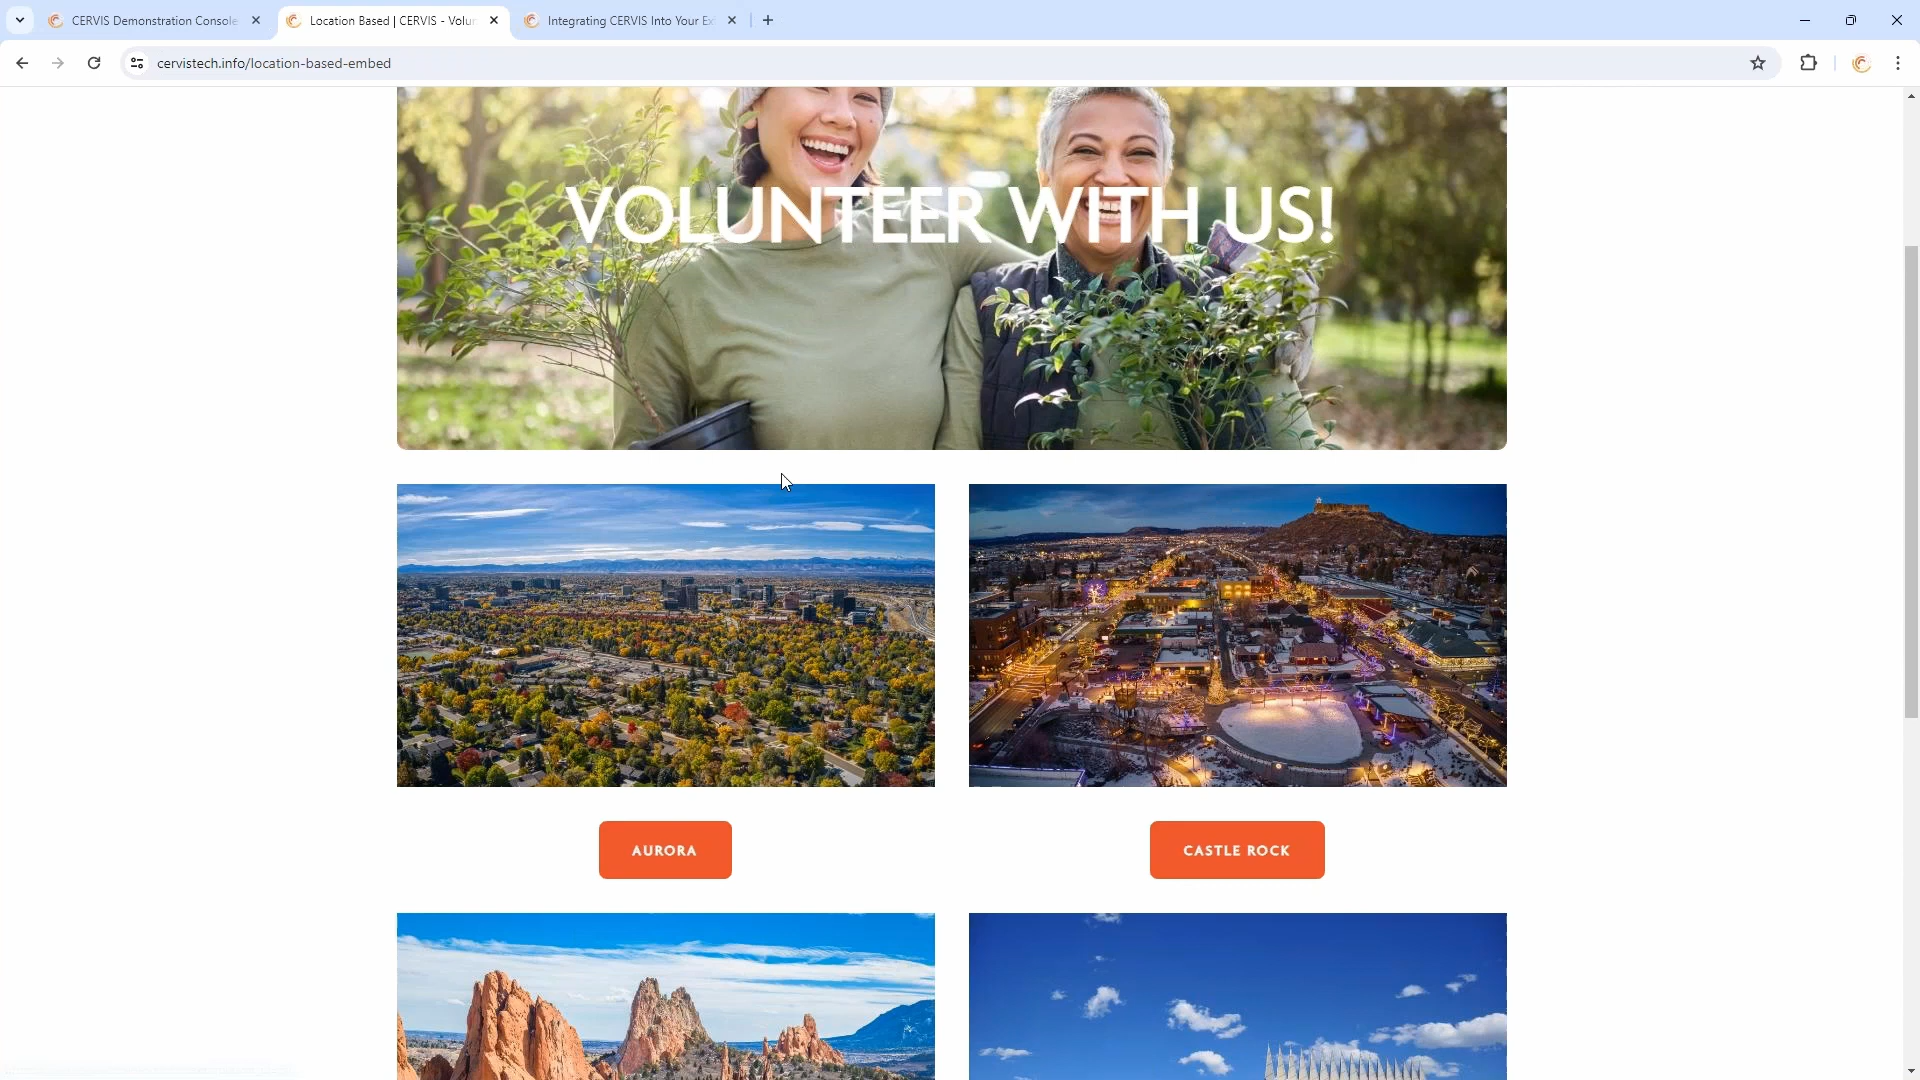 CERVIS Demonstration Console
Location Based | CERVIS - Volun
Integrating CERVIS Into Your Ex
cervistech.info/location-based-embed
VOLUNTEER WITH US!
AURORA
CASTLE ROCK